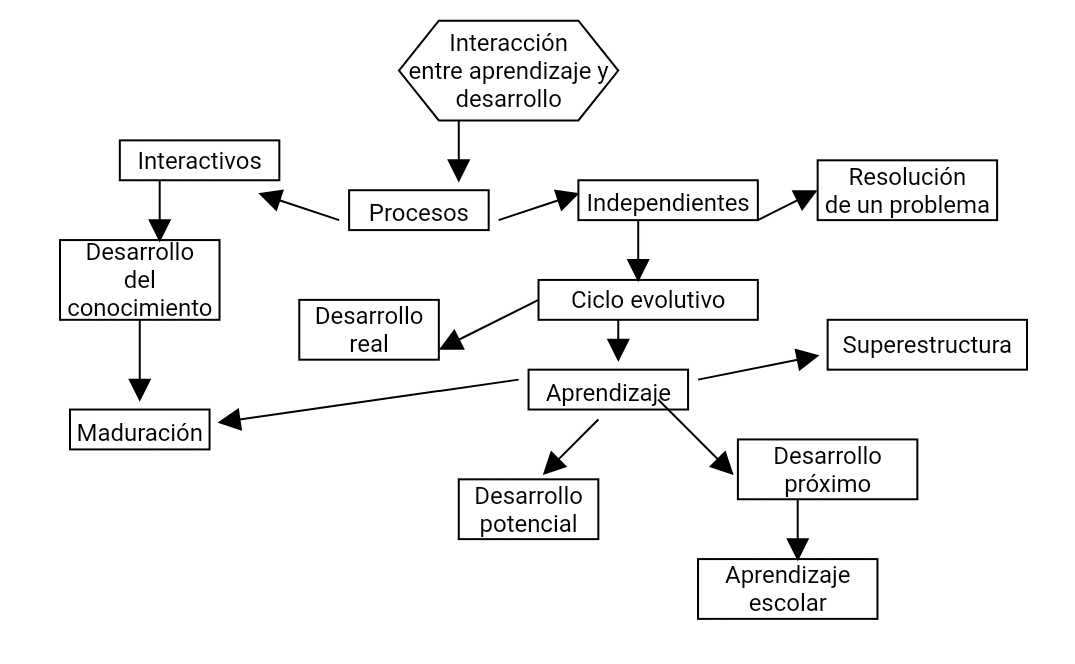 Interacción
entre aprendizaje y
desarrollo
Interactivos
Procesos
Independientes
Resolución
de un problema
Desarrollo
del
conocimiento
Desarrollo
real
Ciclo evolutivo
Superestructura
Aprendizaje
Maduración
Desarrollo
potencial
Desarrollo
próximo
Aprendizaje
escolar